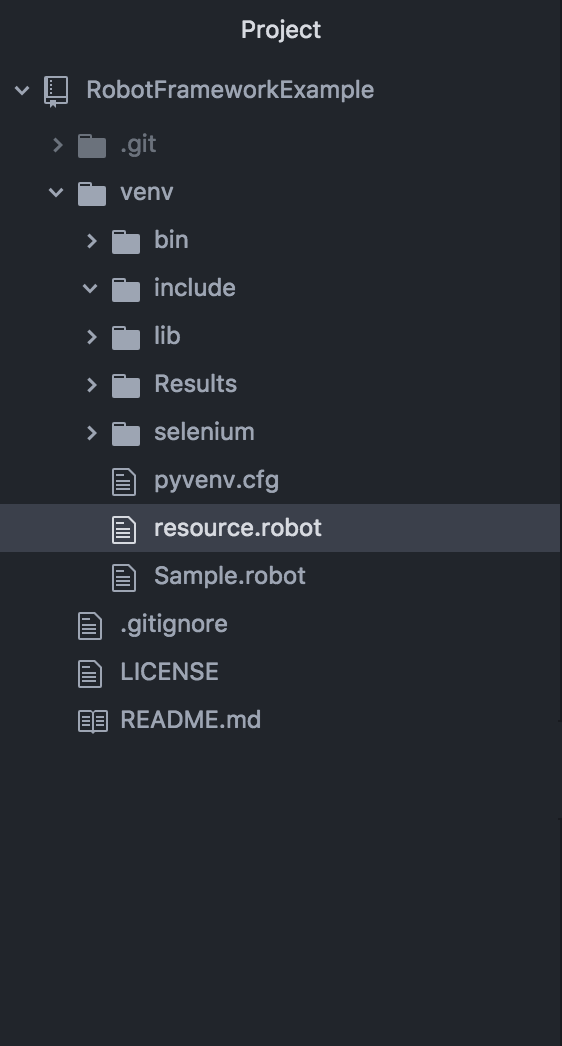 Project
RobotFrameworkExample
.git
venv
bin
include
lib
Results
selenium
pyvenv.cfg
resource.robot
Sample.robot
.gitignore
LICENSE
README.md